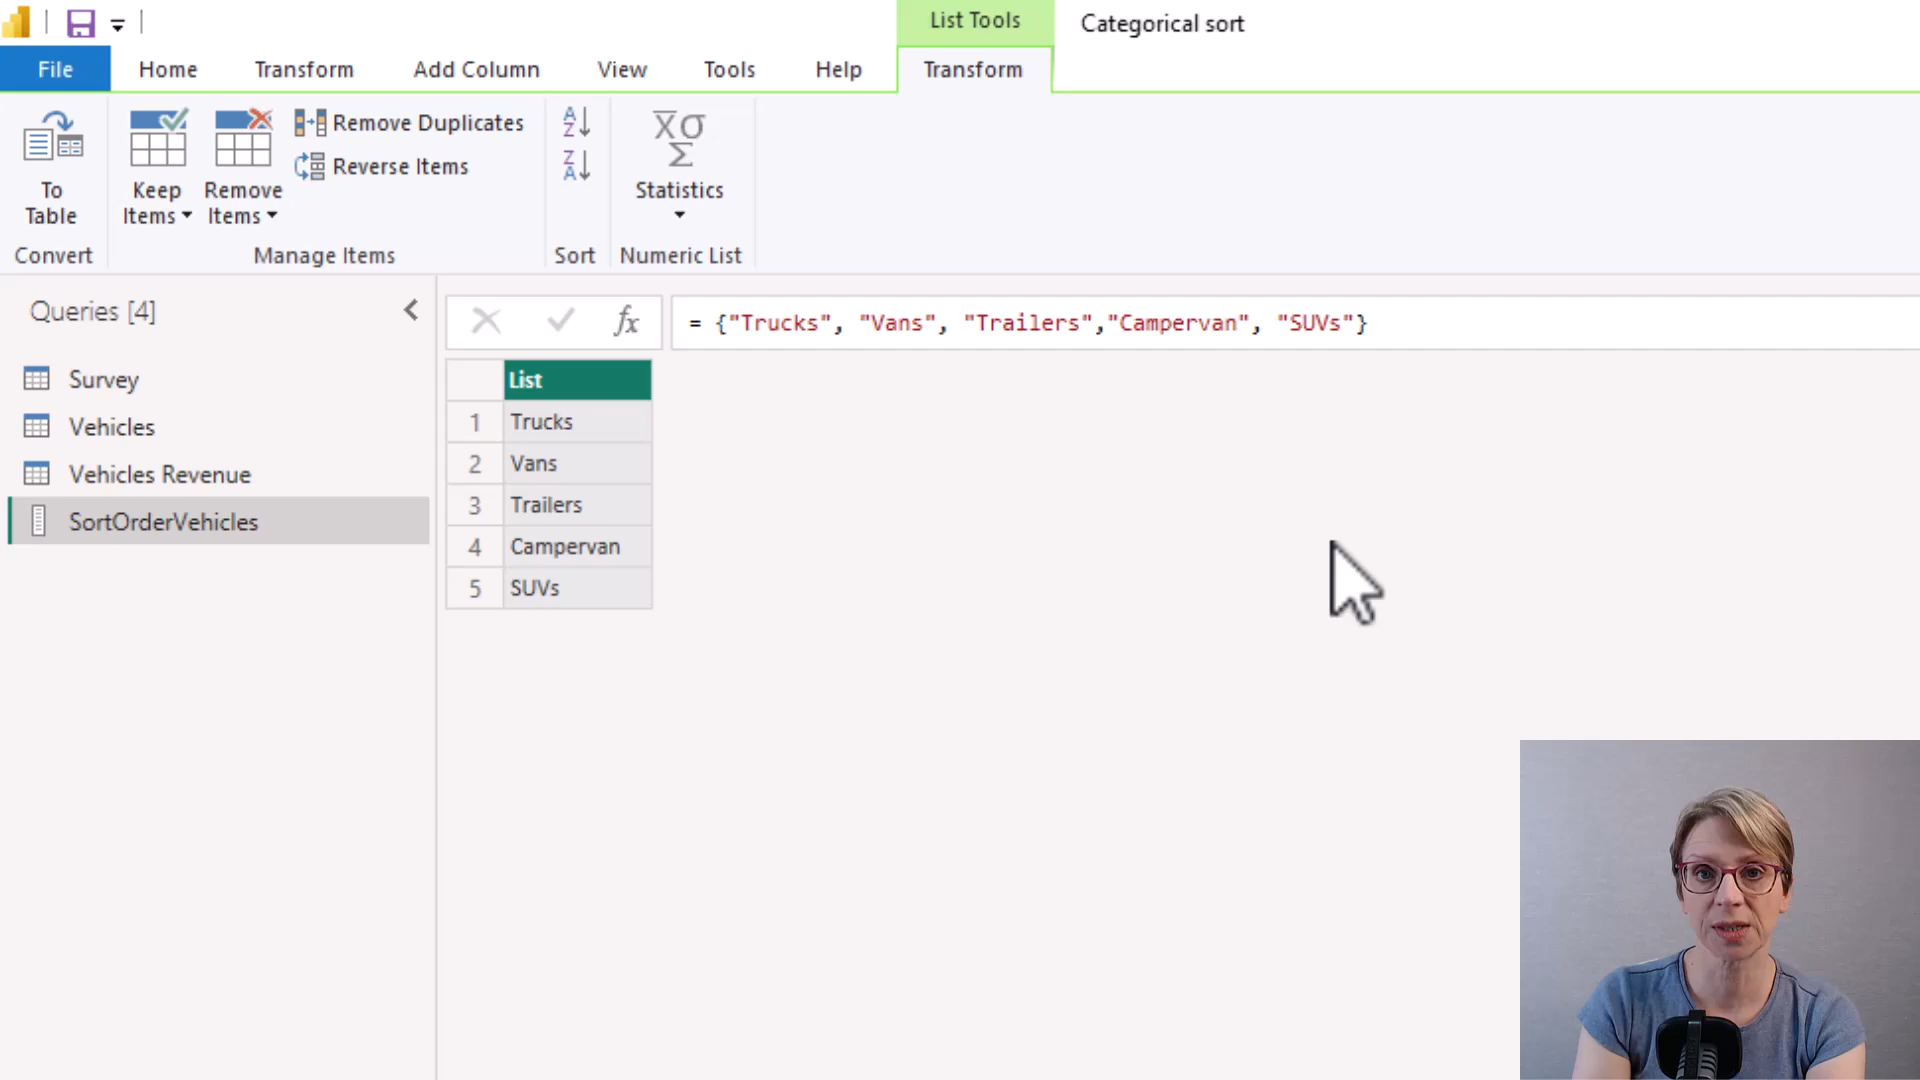 List Tools
Categorical sort
File
Home
Transform
Add Column
View
Tools
Help
Transform
To
Table
Convert
Keep
Items
Remove
Items
Remove Duplicates
Reverse Items
Manage Items
A
Z
Z
A
Sort
X̄σ
Σ
Statistics
Numeric List
Queries [4]
Survey
Vehicles
Vehicles Revenue
SortOrderVehicles
fx
= {"Trucks", "Vans", "Trailers","Campervan", "SUVs"}
List
1 Trucks
2 Vans
3 Trailers
4 Campervan
5 SUVs